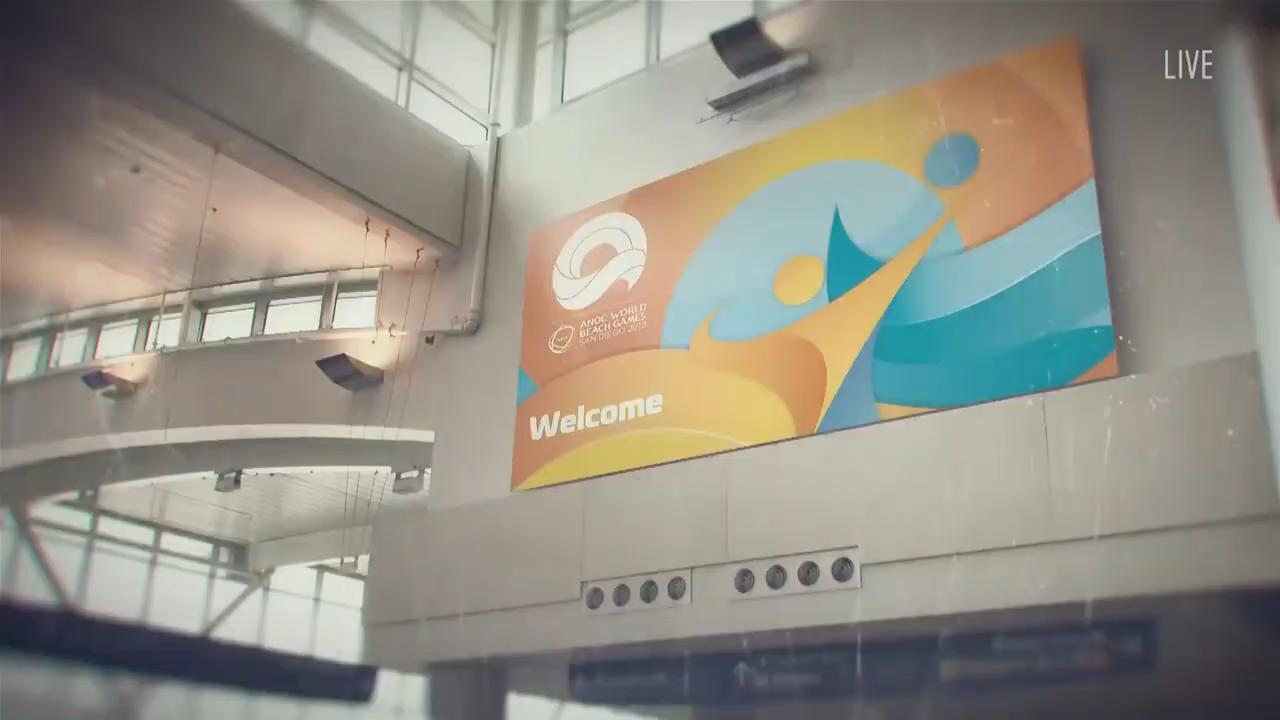 LIVE
ANOC WORLD
BEACH GAMES
SAN DIEGO 2019
Welcome